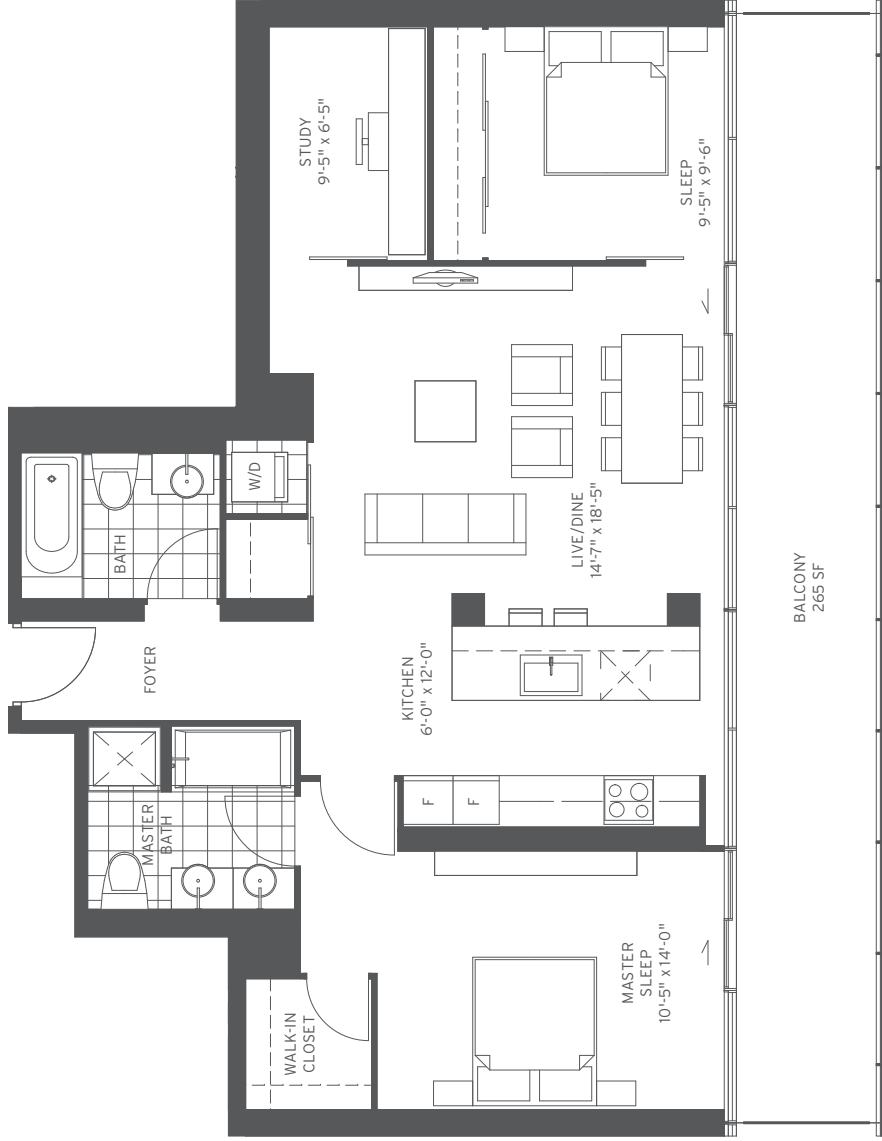 STUDY
9'-5" x 6'-5"
SLEEP
9'-5" x 9'-6"
W/D
BATH
LIVE/DINE
14'-7" x 18'-5"
BALCONY
265 SF
FOYER
KITCHEN
6'-0" x 12'-0"
F
F
MASTER
BATH
MASTER
SLEEP
10'-5" x 14'-0"
WALK-IN
CLOSET